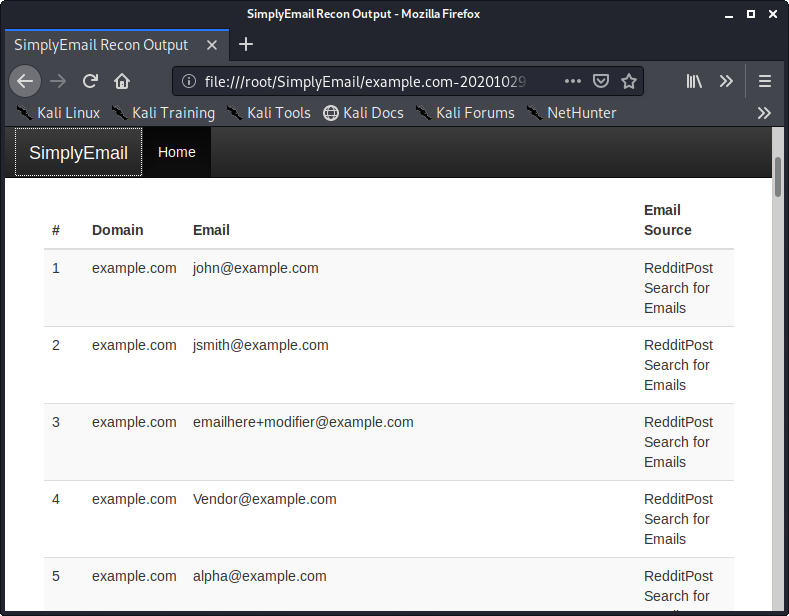 SimplyEmail Recon Output - Mozilla Firefox
SimplyEmail Recon Output
file:///root/SimplyEmail/example.com-20201029
Kali Linux Kali Training Kali Tools Kali Docs Kali Forums NetHunter
SimplyEmail Home
# Domain Email Email
Source
1 example.com john@example.com RedditPost
Search for
Emails
2 example.com jsmith@example.com RedditPost
Search for
Emails
3 example.com emailhere+modifier@example.com RedditPost
Search for
Emails
4 example.com Vendor@example.com RedditPost
Search for
Emails
5 example.com alpha@example.com RedditPost
Search for